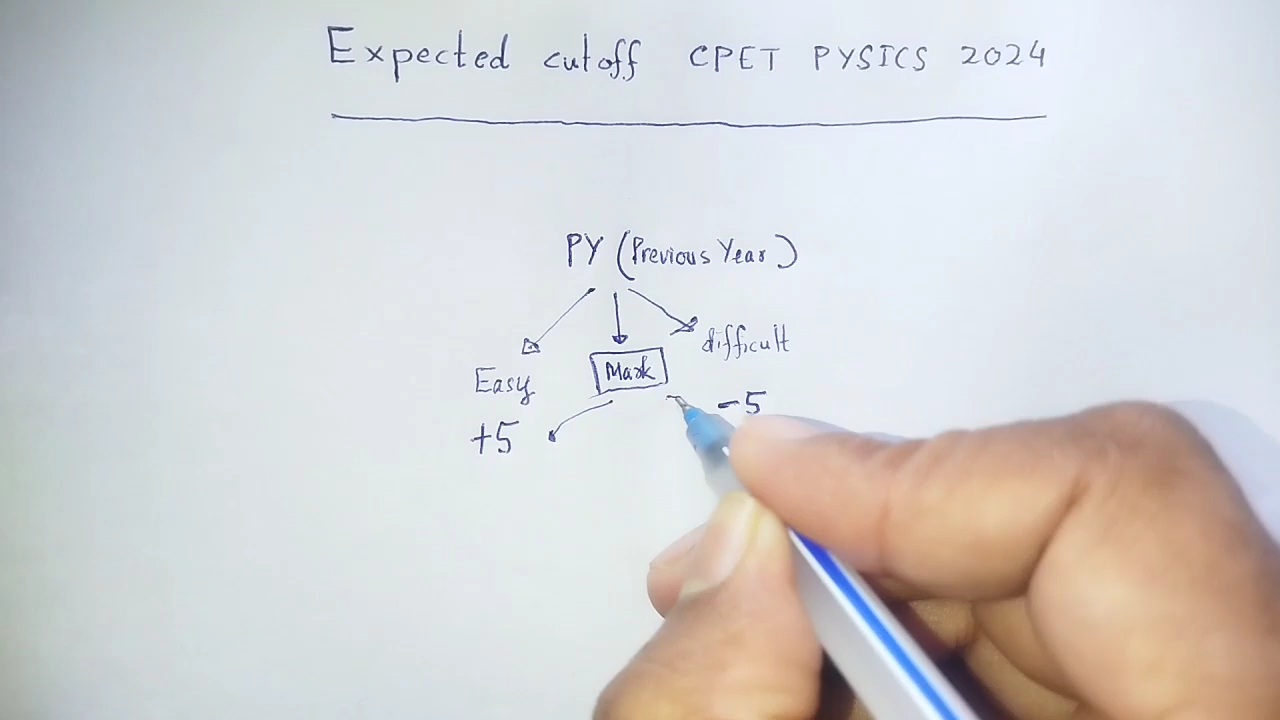 Expected cutoff CPET PYSICS 2024
PY (Previous Year)
difficult
Mark
Easy
-5
+5